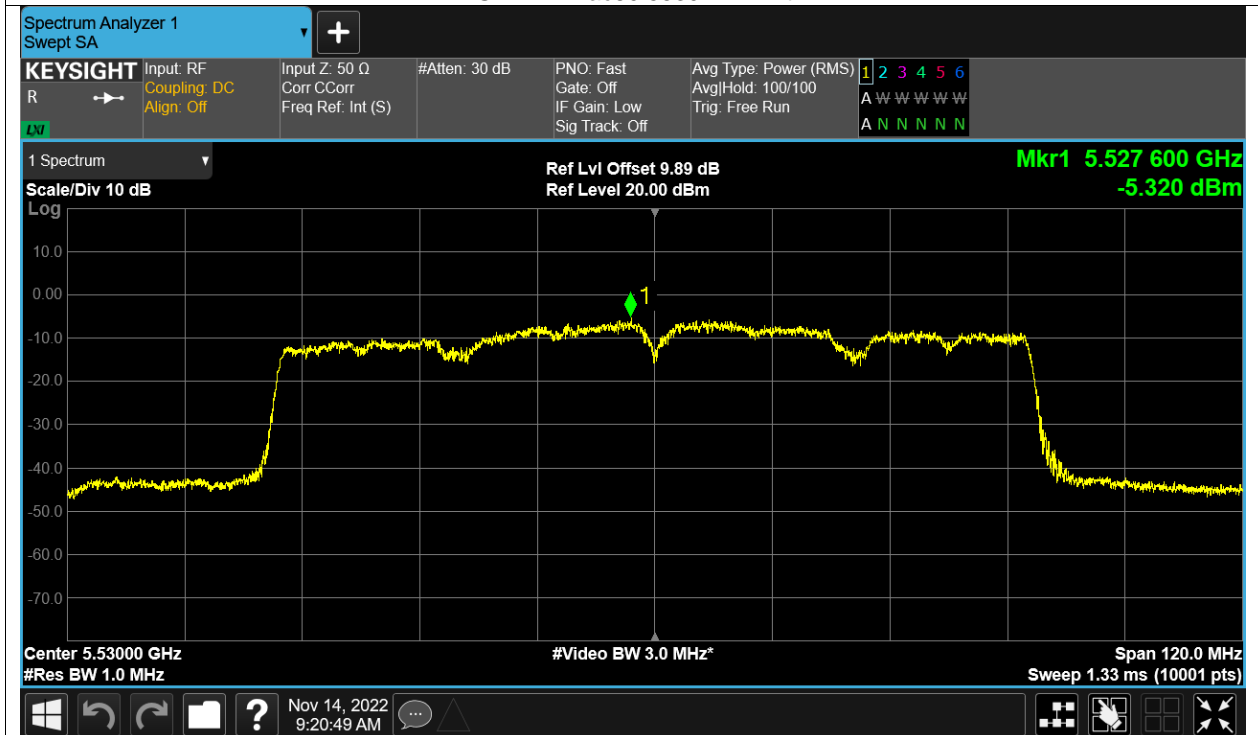 Spectrum Analyzer 1
Swept SA
+
KEYSIGHT Input: RF Input Z: 50 Ω #Atten: 30 dB PNO: Fast Avg Type: Power (RMS) 1 2 3 4 5 6
R Coupling: DC Corr CCorr Gate: Off Avg|Hold: 100/100 A W W W W W
Align: Off Freq Ref: Int (S) IF Gain: Low Trig: Free Run
LXI Sig Track: Off A N N N N N
1 Spectrum Ref Lvl Offset 9.89 dB Mkr1 5.527 600 GHz
Scale/Div 10 dB Ref Level 20.00 dBm -5.320 dBm
Log
10.0
0.00
1
-10.0
-20.0
-30.0
-40.0
-50.0
-60.0
-70.0
Center 5.53000 GHz #Video BW 3.0 MHz* Span 120.0 MHz
#Res BW 1.0 MHz Sweep 1.33 ms (10001 pts)
? Nov 14, 2022
9:20:49 AM